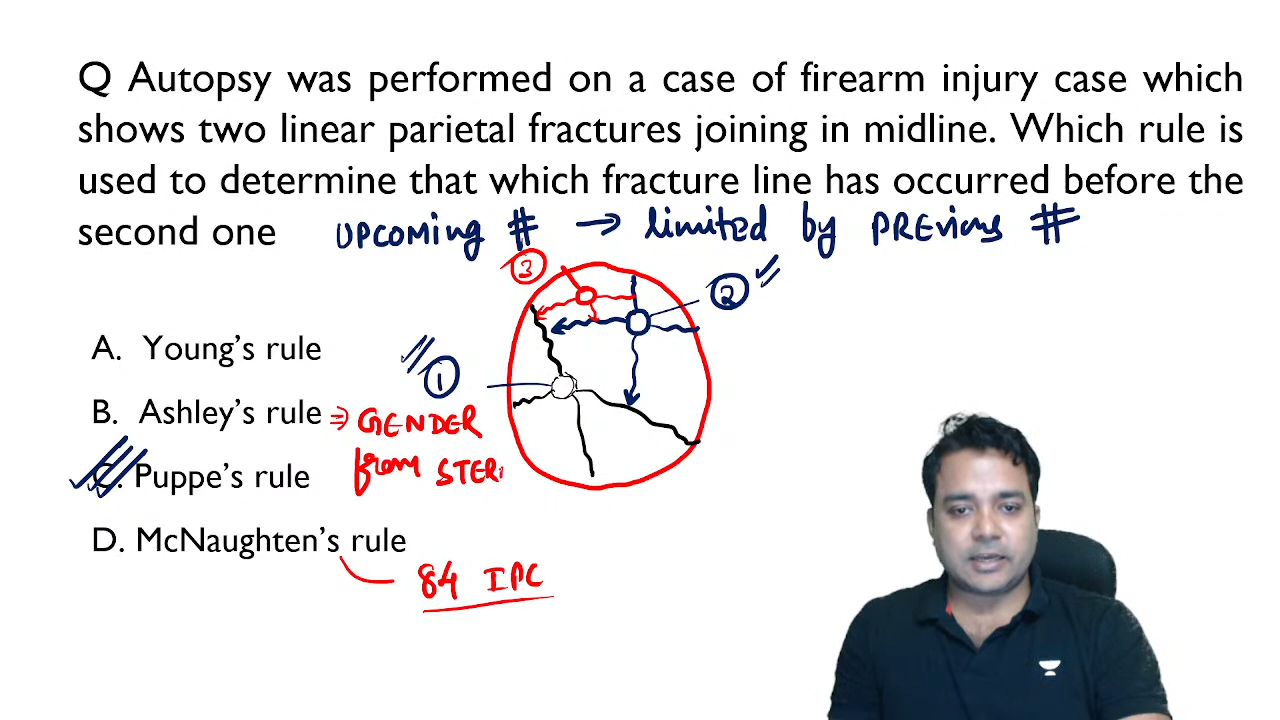 Q Autopsy was performed on a case of firearm injury case which
shows two linear parietal fractures joining in midline. Which rule is
used to determine that which fracture line has occurred before the
second one
UPCOMING # → limited by PREVIOUS #
3
2
A. Young's rule
1
B. Ashley's rule ⇒ GENDER
from STER
C. Puppe's rule
D. McNaughten's rule
84 IPC